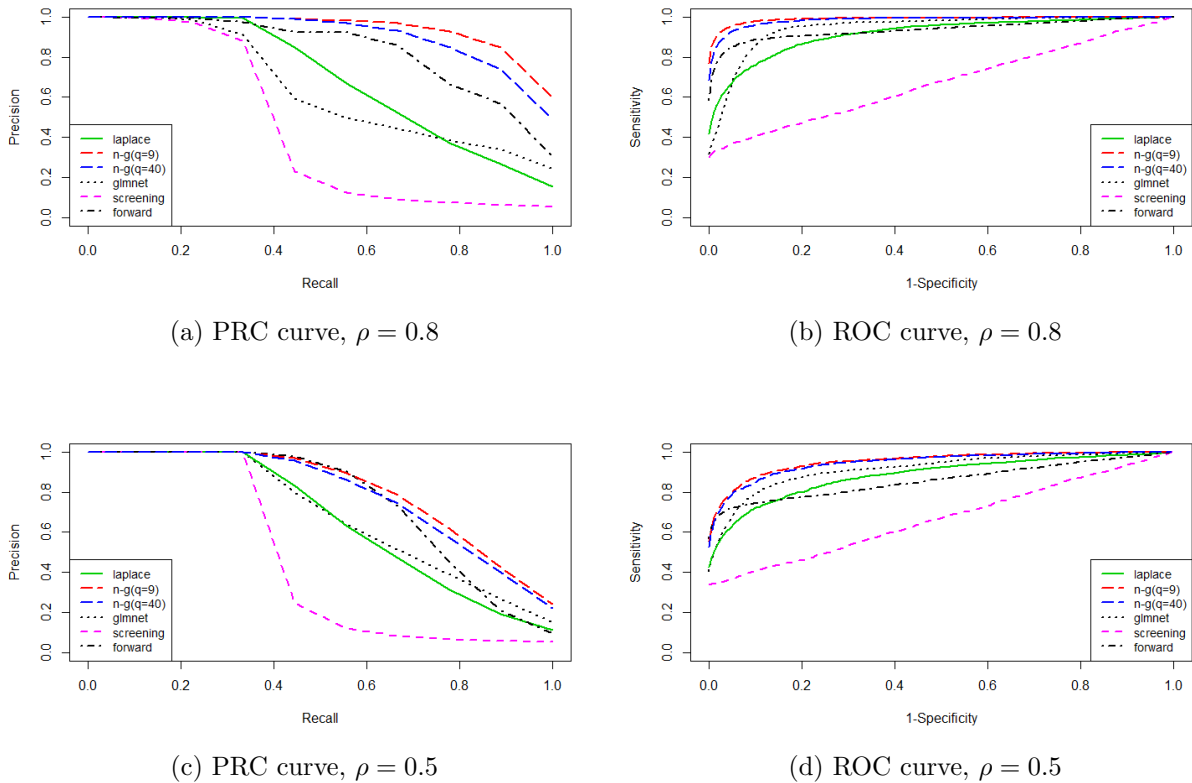 Precision
1.0
0.8
0.6
0.4
0.2
0.0
laplace
n-g(q=9)
n-g(q=40)
glmnet
screening
forward
0.0 0.2 0.4 0.6 0.8 1.0
Recall
(a) PRC curve, ρ = 0.8
Sensitivity
1.0
0.8
0.6
0.4
0.2
0.0
laplace
n-g(q=9)
n-g(q=40)
glmnet
screening
forward
0.0 0.2 0.4 0.6 0.8 1.0
1-Specificity
(b) ROC curve, ρ = 0.8
Precision
1.0
0.8
0.6
0.4
0.2
0.0
laplace
n-g(q=9)
n-g(q=40)
glmnet
screening
forward
0.0 0.2 0.4 0.6 0.8 1.0
Recall
(c) PRC curve, ρ = 0.5
Sensitivity
1.0
0.8
0.6
0.4
0.2
0.0
laplace
n-g(q=9)
n-g(q=40)
glmnet
screening
forward
0.0 0.2 0.4 0.6 0.8 1.0
1-Specificity
(d) ROC curve, ρ = 0.5